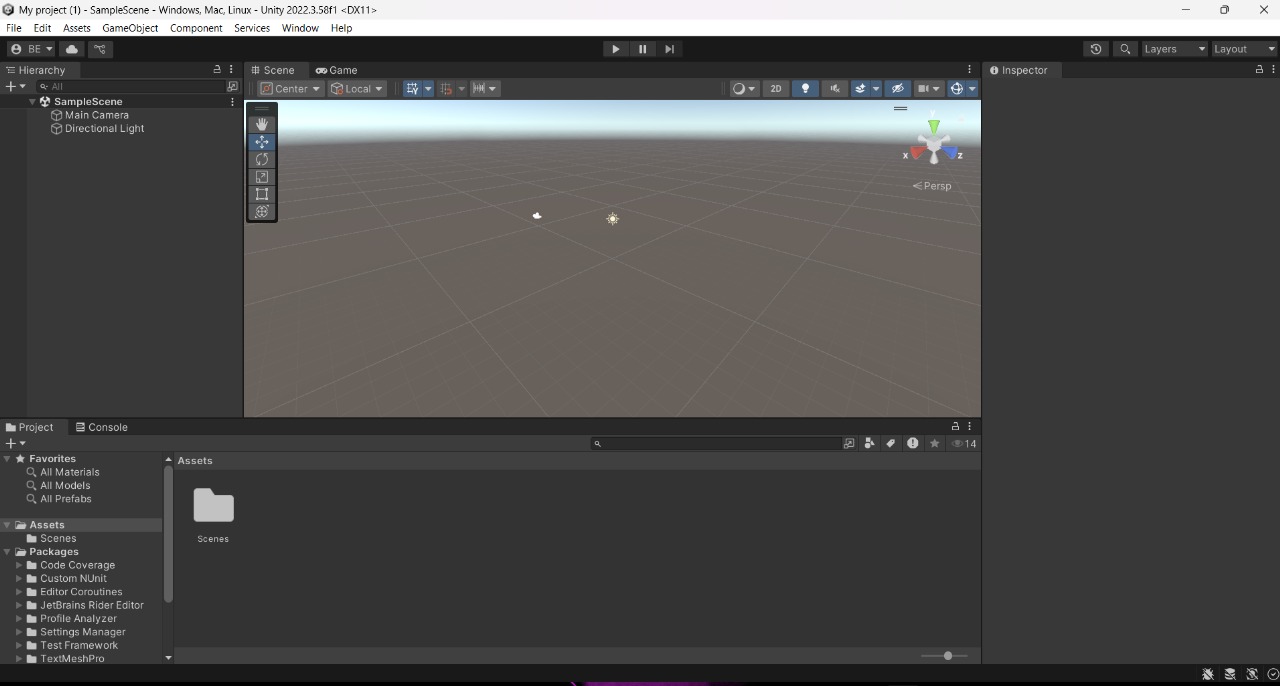 My project (1) - SampleScene - Windows, Mac, Linux - Unity 2022.3.58f1 <DX11>
File Edit Assets GameObject Component Services Window Help
BE
Layers
Layout
Hierarchy
All
SampleScene
Main Camera
Directional Light
Scene
Game
Center
Local
2D
x
z
Persp
Inspector
Project
Console
14
Favorites
All Materials
All Models
All Prefabs
Assets
Scenes
Packages
Code Coverage
Custom NUnit
Editor Coroutines
JetBrains Rider Editor
Profile Analyzer
Settings Manager
Test Framework
TextMeshPro
Assets
Scenes